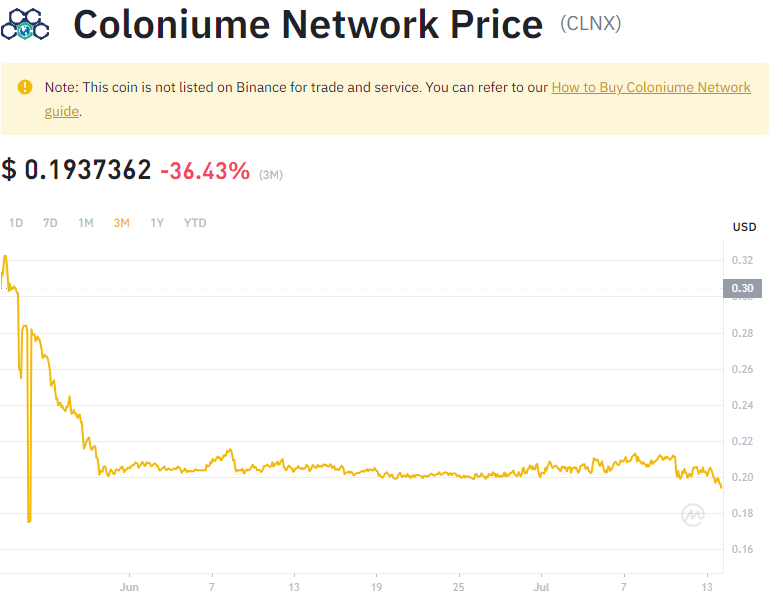 Coloniume Network Price (CLNX)
Note: This coin is not listed on Binance for trade and service. You can refer to our How to Buy Coloniume Network
guide.
$ 0.1937362 -36.43% (3M)
1D 7D 1M 3M 1Y YTD
USD
0.32
0.30
0.28
0.26
0.24
0.22
0.20
0.18
0.16
Jun 7 13 19 25 Jul 7 13